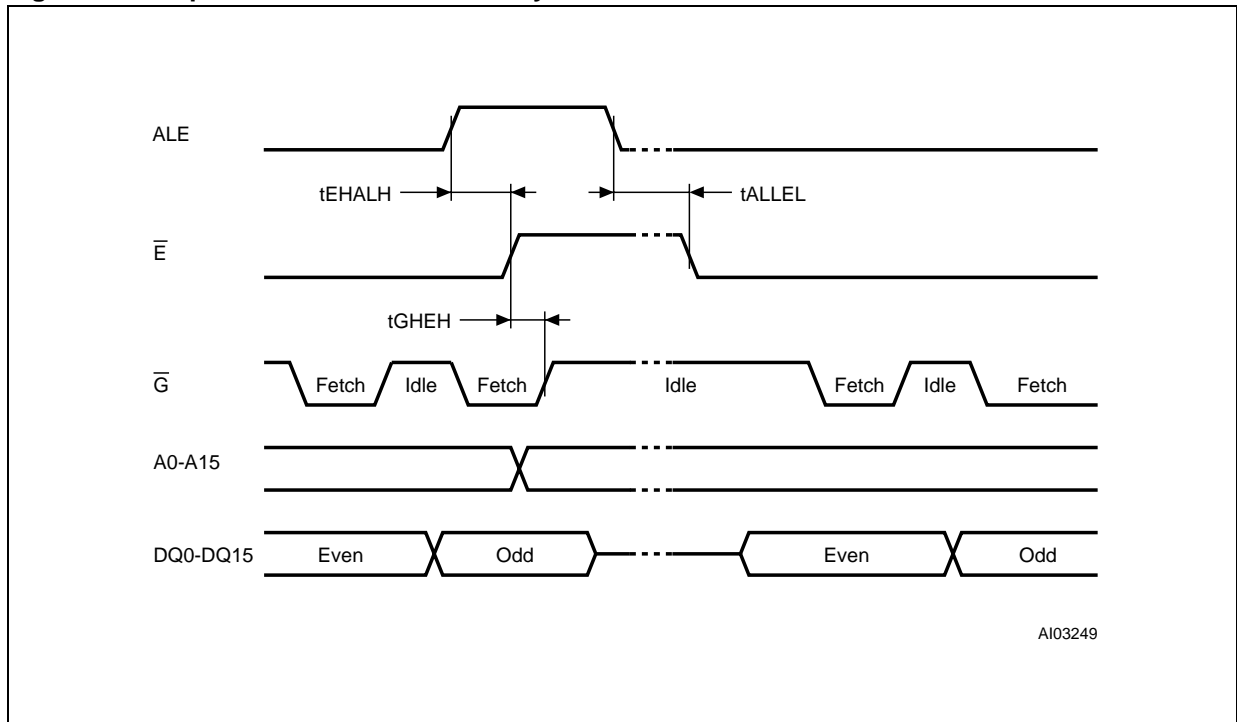 ALE
tEHALH
tALLEL
E
tGHEH
G
Fetch Idle Fetch Idle Fetch Idle Fetch
A0-A15
DQ0-DQ15
Even Odd Even Odd
AI03249